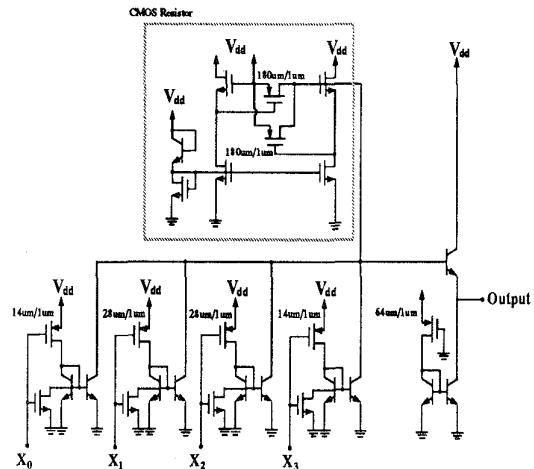 CMOS Resistor
Vdd Vdd
Vdd
180um/1um
Vdd
180um/1um
Vdd Vdd Vdd Vdd
14um/1um 28um/1um 28um/1um 14um/1um 64um/1um
Output
X0 X1 X2 X3